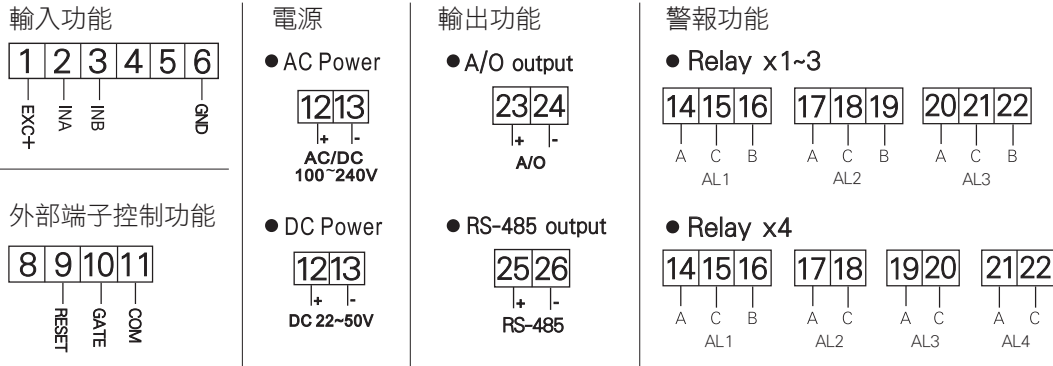 輸入功能
1 2 3 4 5 6
EXC+ INA INB GND
外部端子控制功能
8 9 10 11
RESET GATE COM
電源
● AC Power
12 13
+ -
AC/DC
100~240V
● DC Power
12 13
+ -
DC 22~50V
輸出功能
● A/O output
23 24
+ -
A/O
● RS-485 output
25 26
+ -
RS-485
警報功能
● Relay x1~3
14 15 16 17 18 19 20 21 22
A C B A C B A C B
AL1 AL2 AL3
● Relay x4
14 15 16 17 18 19 20 21 22
A C B A C A C A C
AL1 AL2 AL3 AL4